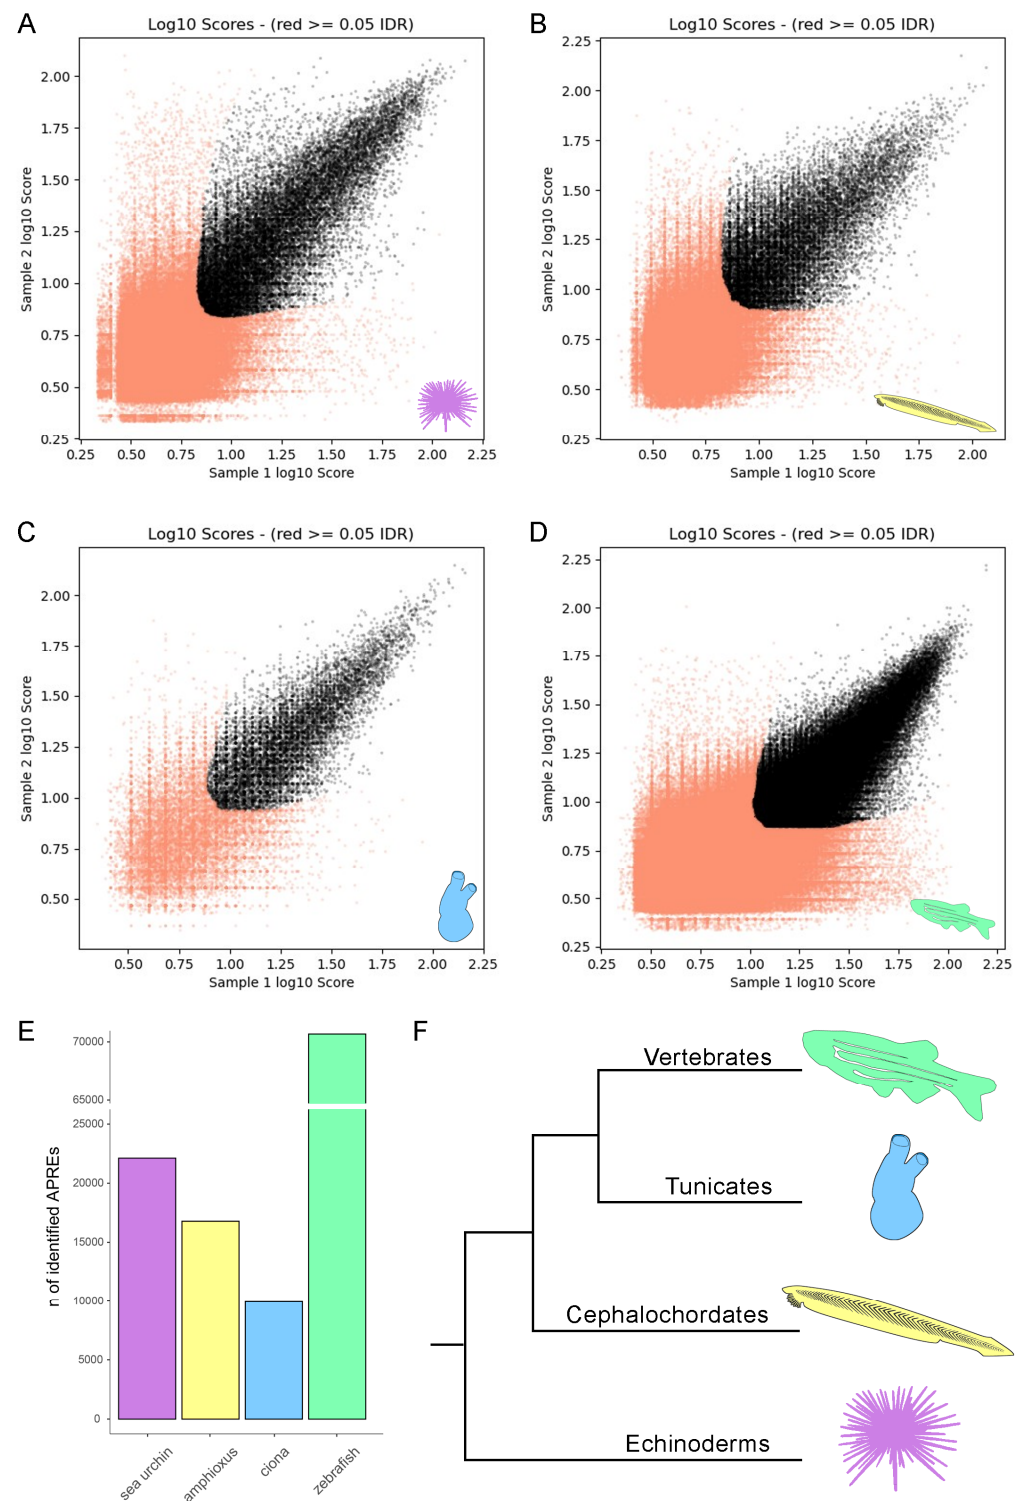 A
Log10 Scores - (red >= 0.05 IDR)
2.00
1.75
1.50
1.25
1.00
0.75
0.50
0.25
Sample 2 log10 Score
0.25 0.50 0.75 1.00 1.25 1.50 1.75 2.00 2.25
Sample 1 log10 Score
B
Log10 Scores - (red >= 0.05 IDR)
2.25
2.00
1.75
1.50
1.25
1.00
0.75
0.50
0.25
Sample 2 log10 Score
0.50 0.75 1.00 1.25 1.50 1.75 2.00
Sample 1 log10 Score
C
Log10 Scores - (red >= 0.05 IDR)
2.00
1.75
1.50
1.25
1.00
0.75
0.50
Sample 2 log10 Score
0.50 0.75 1.00 1.25 1.50 1.75 2.00 2.25
Sample 1 log10 Score
D
Log10 Scores - (red >= 0.05 IDR)
2.25
2.00
1.75
1.50
1.25
1.00
0.75
0.50
0.25
Sample 2 log10 Score
0.25 0.50 0.75 1.00 1.25 1.50 1.75 2.00 2.25
Sample 1 log10 Score
E
70000
65000
25000
20000
15000
10000
5000
0
n of identified APREs
sea urchin
amphioxus
ciona
zebrafish
F
Vertebrates
Tunicates
Cephalochordates
Echinoderms